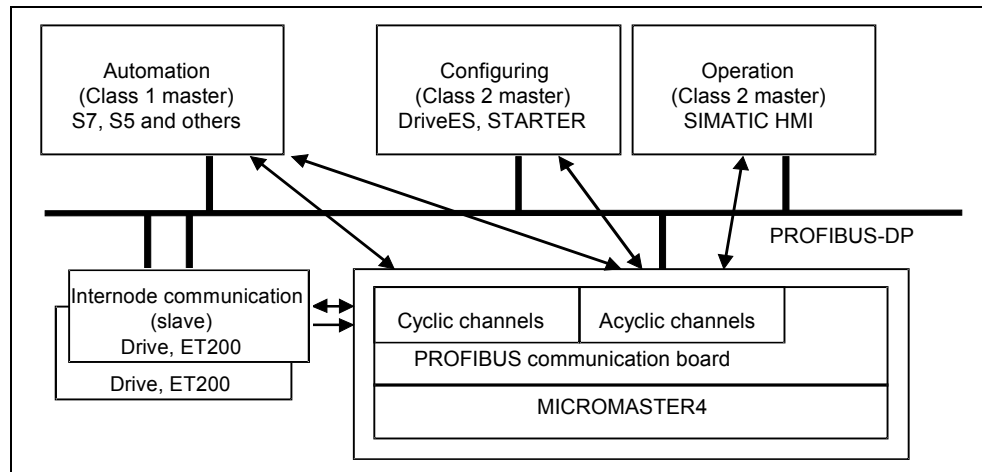 Automation
(Class 1 master)
S7, S5 and others
Configuring
(Class 2 master)
DriveES, STARTER
Operation
(Class 2 master)
SIMATIC HMI
PROFIBUS-DP
Internode communication
(slave)
Drive, ET200
Drive, ET200
Cyclic channels
Acyclic channels
PROFIBUS communication board
MICROMASTER4